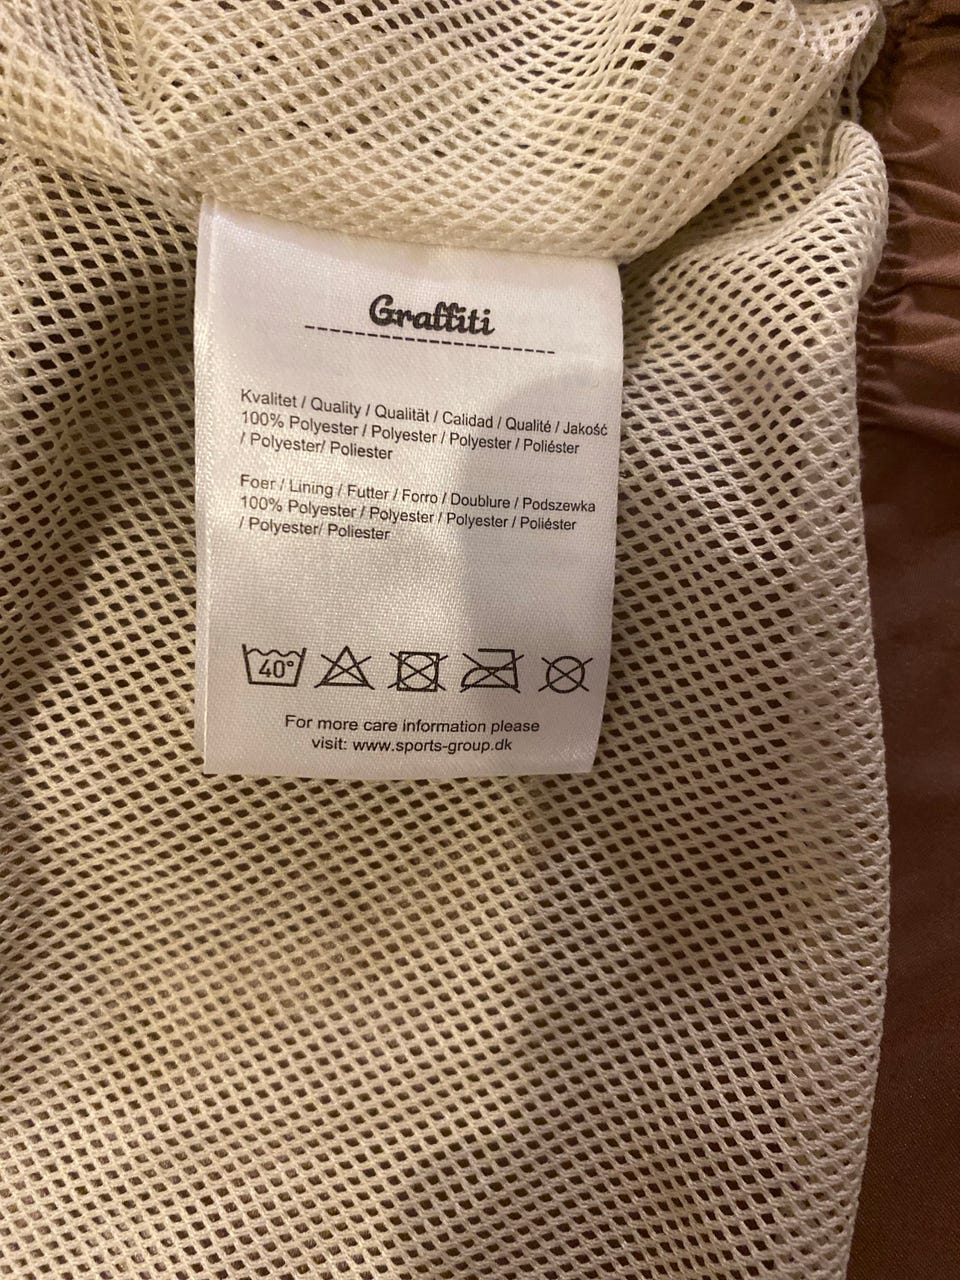 Graffiti
Kvalitet / Quality / Qualität / Calidad / Qualité / Jakość
100% Polyester / Polyester / Polyester / Poliéster
/ Polyester/ Poliester
Foer / Lining / Futter / Forro / Doublure / Podszewka
100% Polyester / Polyester / Polyester / Poliéster
/ Polyester/ Poliester
40°
For more care information please
visit: www.sports-group.dk